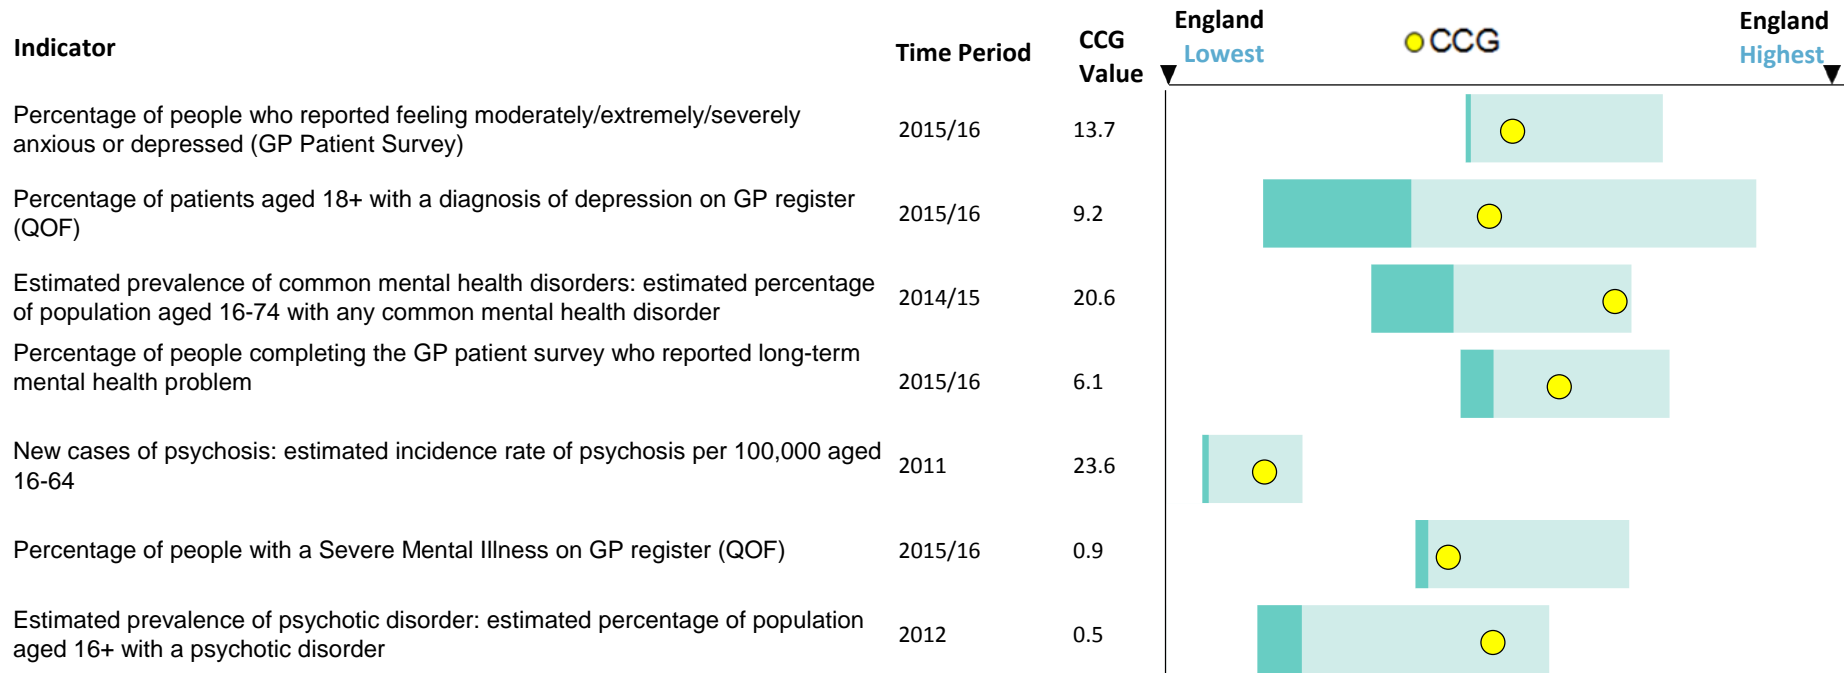 Indicator
Time Period
CCG
Value
England
Lowest
CCG
England
Highest
Percentage of people who reported feeling moderately/extremely/severely
anxious or depressed (GP Patient Survey)
2015/16
13.7
Percentage of patients aged 18+ with a diagnosis of depression on GP register
(QOF)
2015/16
9.2
Estimated prevalence of common mental health disorders: estimated percentage
of population aged 16-74 with any common mental health disorder
2014/15
20.6
Percentage of people completing the GP patient survey who reported long-term
mental health problem
2015/16
6.1
New cases of psychosis: estimated incidence rate of psychosis per 100,000 aged
16-64
2011
23.6
Percentage of people with a Severe Mental Illness on GP register (QOF)
2015/16
0.9
Estimated prevalence of psychotic disorder: estimated percentage of population
aged 16+ with a psychotic disorder
2012
0.5